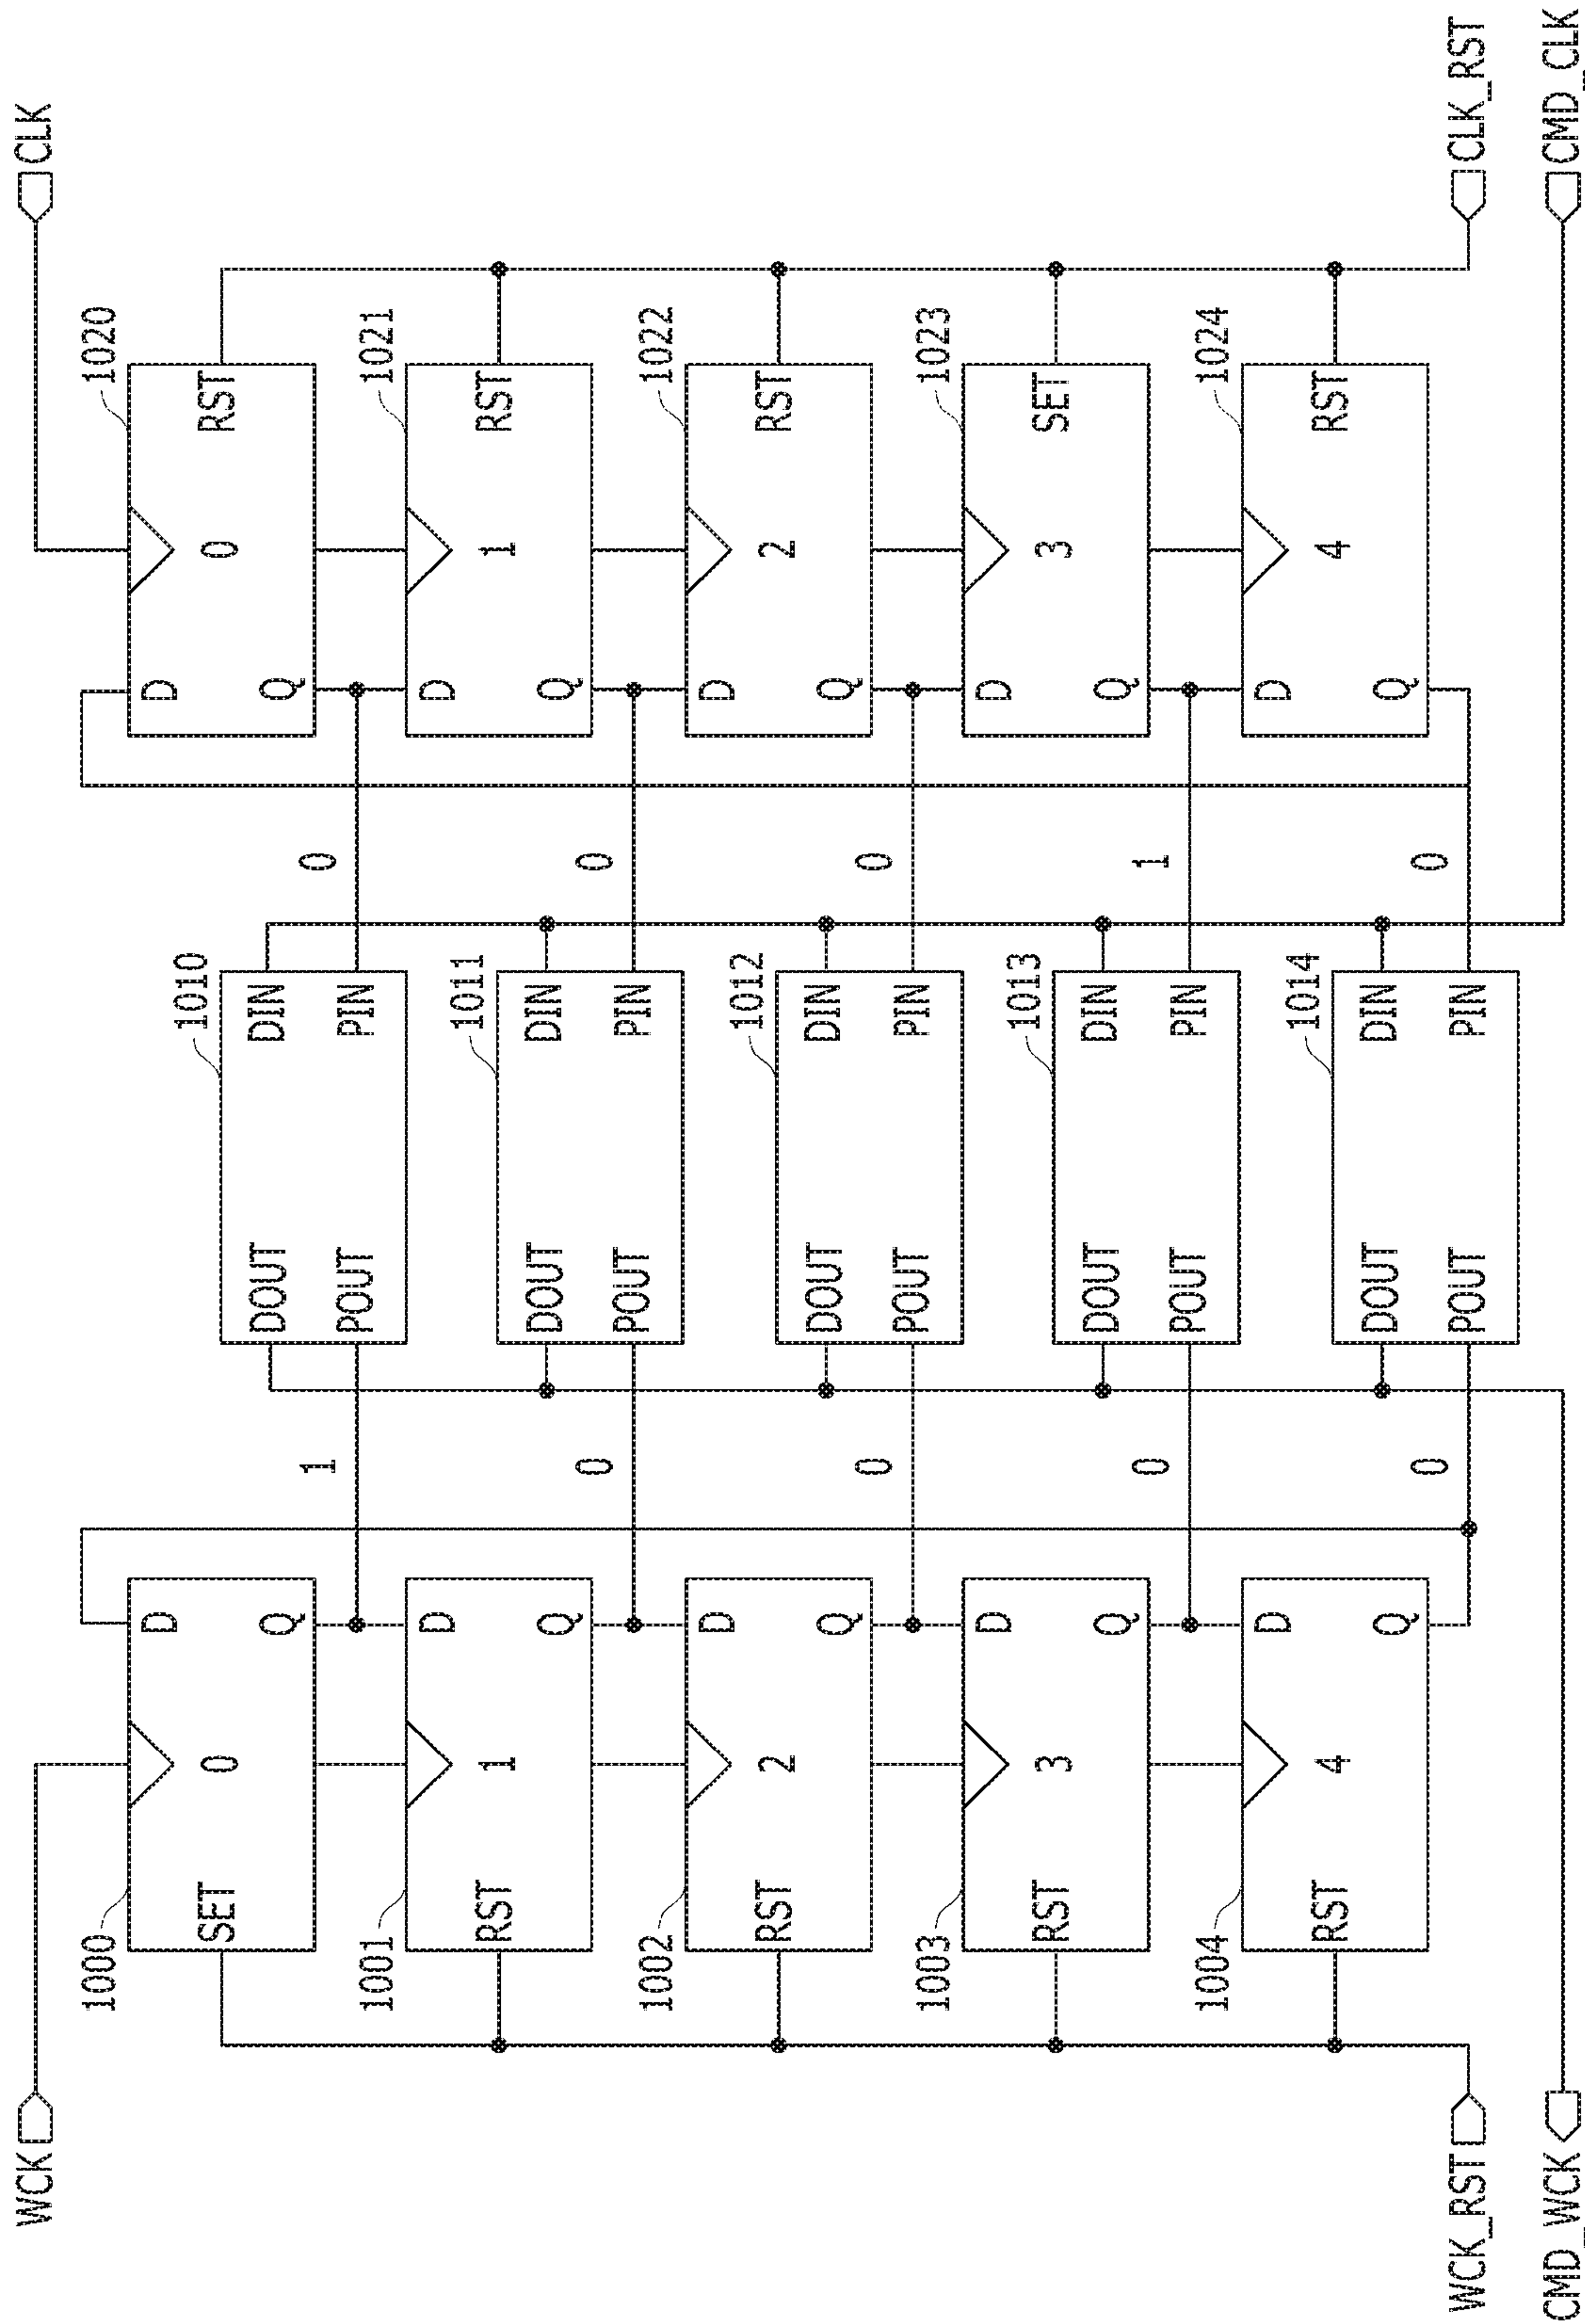 WCK
CLK
1000
SET
0
D
Q
1
1010
DOUT
DIN
POUT
PIN
0
1020
D
Q
0
RST
1001
RST
1
D
Q
0
1011
DOUT
DIN
POUT
PIN
0
1021
D
Q
1
RST
1002
RST
2
D
Q
0
1012
DOUT
DIN
POUT
PIN
0
1022
D
Q
2
RST
1003
RST
3
D
Q
0
1013
DOUT
DIN
POUT
PIN
1
1023
D
Q
3
SET
1004
RST
4
D
Q
0
1014
DOUT
DIN
POUT
PIN
0
1024
D
Q
4
RST
WCK_RST
CLK_RST
CMD_WCK
CMD_CLK